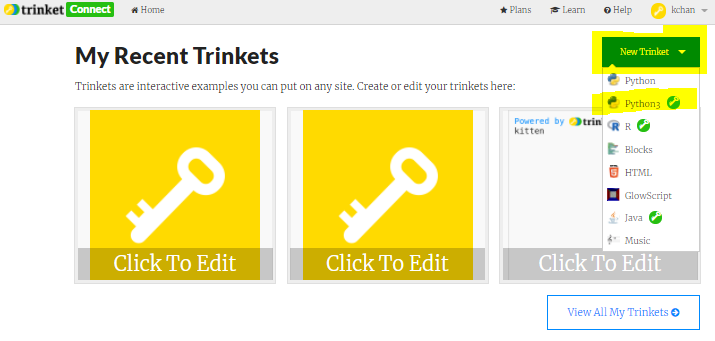 trinket Connect Home Plans Learn Help kchan
My Recent Trinkets
New Trinket
Trinkets are interactive examples you can put on any site. Create or edit your trinkets here:
Python
Python3
R
Blocks
HTML
GlowScript
Java
Music
Powered by trin
kitten
Click To Edit
Click To Edit
Click To Edit
View All My Trinkets